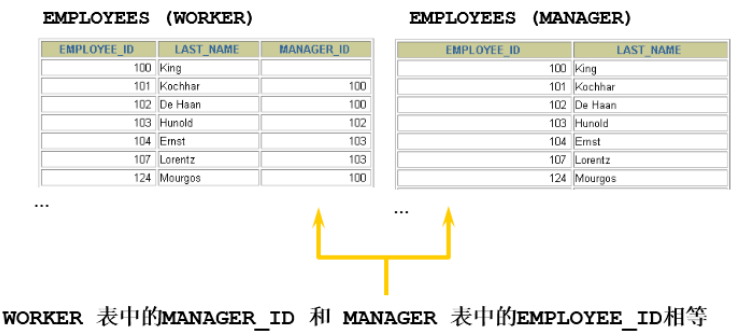 EMPLOYEES (WORKER)
EMPLOYEES (MANAGER)
EMPLOYEE_ID LAST_NAME MANAGER_ID
100 King
101 Kochhar 100
102 De Haan 100
103 Hunold 102
104 Ernst 103
107 Lorentz 103
124 Mourgos 100
...
EMPLOYEE_ID LAST_NAME
100 King
101 Kochhar
102 De Haan
103 Hunold
104 Ernst
107 Lorentz
124 Mourgos
...
WORKER 表中的MANAGER_ID 和 MANAGER 表中的EMPLOYEE_ID相等